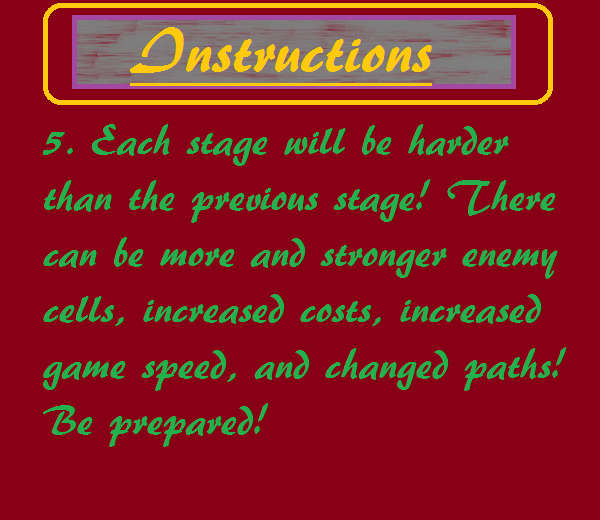 Instructions
5. Each stage will be harder
than the previous stage! There
can be more and stronger enemy
cells, increased costs, increased
game speed, and changed paths!
Be prepared!